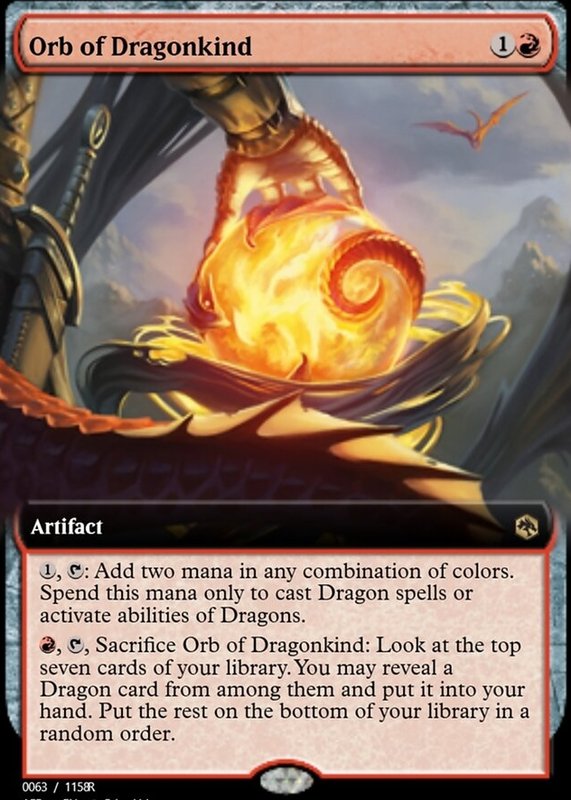 Orb of Dragonkind 1
Artifact
1, : Add two mana in any combination of colors.
Spend this mana only to cast Dragon spells or
activate abilities of Dragons.
, , Sacrifice Orb of Dragonkind: Look at the top
seven cards of your library. You may reveal a
Dragon card from among them and put it into your
hand. Put the rest on the bottom of your library in a
random order.
0063 / 1158R